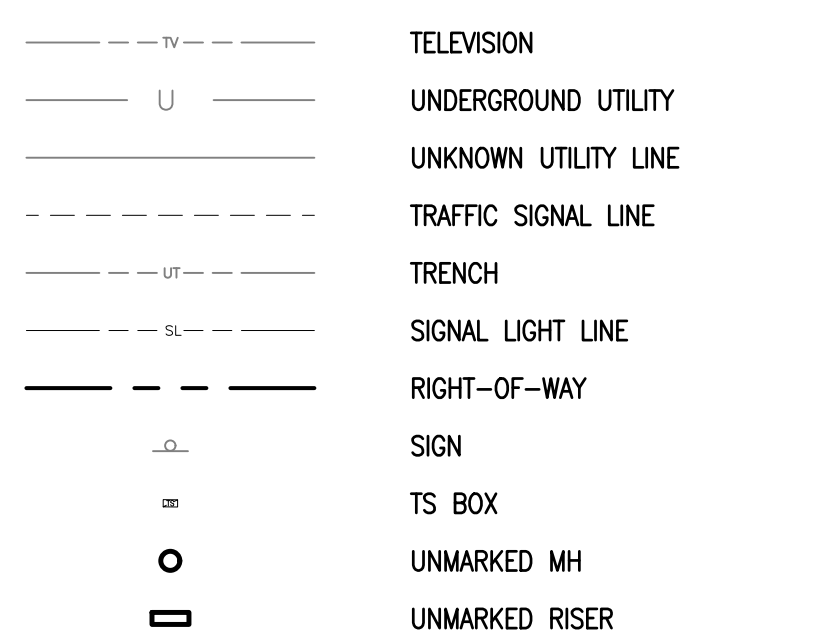 TV TELEVISION
U UNDERGROUND UTILITY
UNKNOWN UTILITY LINE
TRAFFIC SIGNAL LINE
UT TRENCH
SL SIGNAL LIGHT LINE
RIGHT-OF-WAY
SIGN
TS TS BOX
UNMARKED MH
UNMARKED RISER